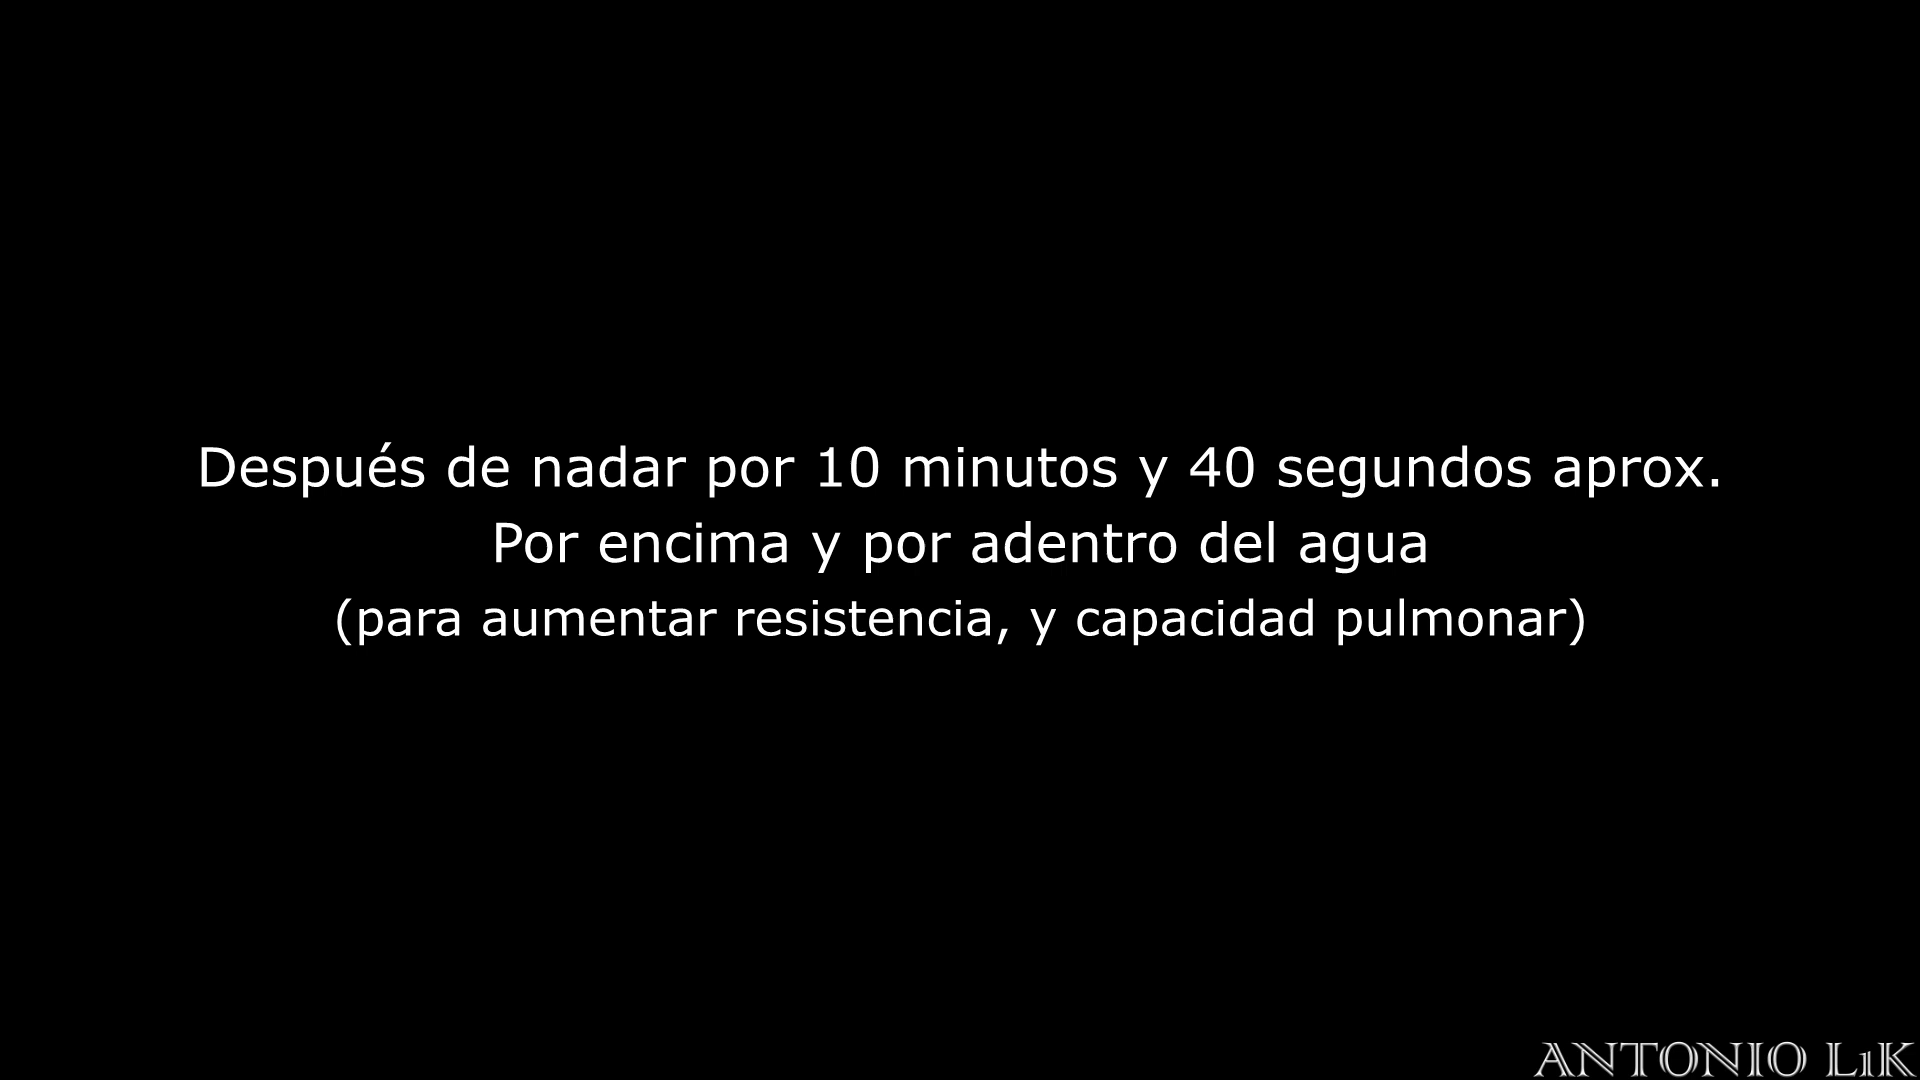 Después de nadar por 10 minutos y 40 segundos aprox.
Por encima y por adentro del agua
(para aumentar resistencia, y capacidad pulmonar)
ANTONIO L1K